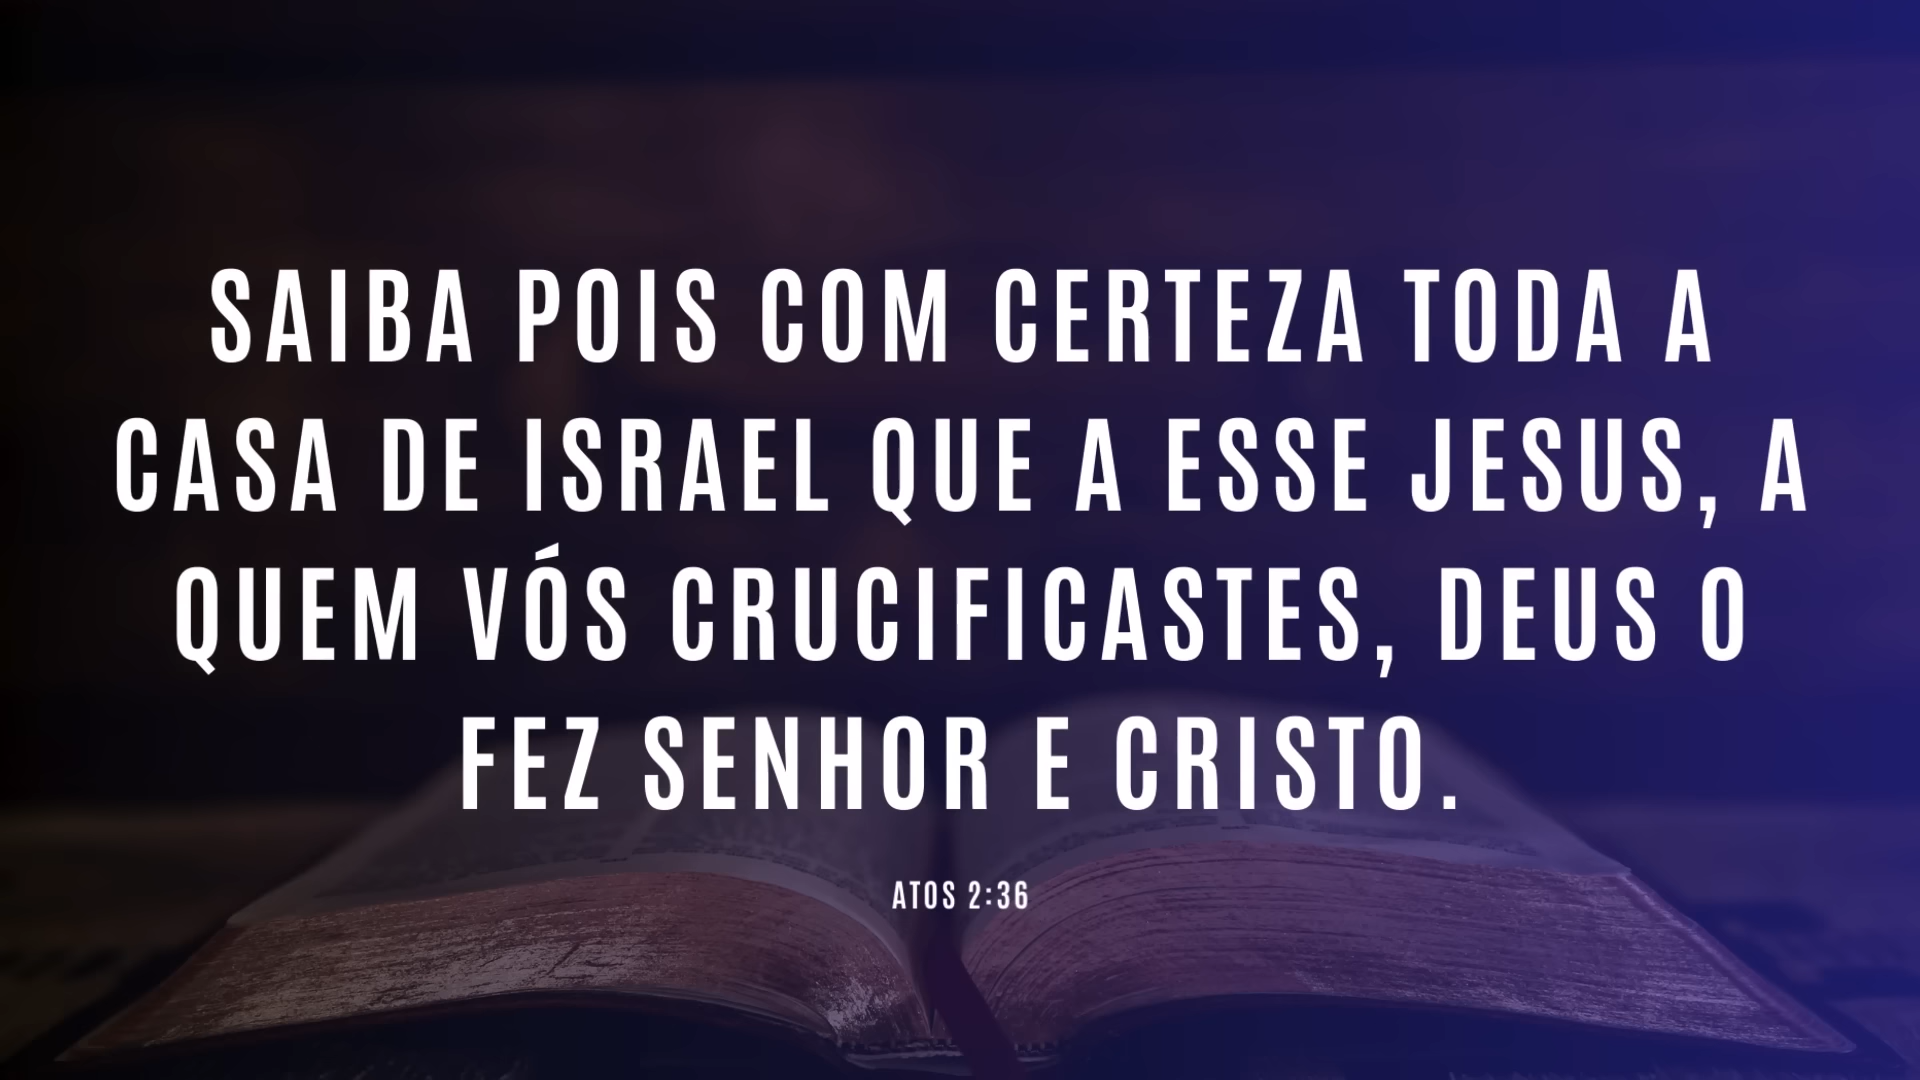 SAIBA POIS COM CERTEZA TODA A
CASA DE ISRAEL QUE A ESSE JESUS, A
QUEM VÓS CRUCIFICASTES, DEUS O
FEZ SENHOR E CRISTO.
ATOS 2:36